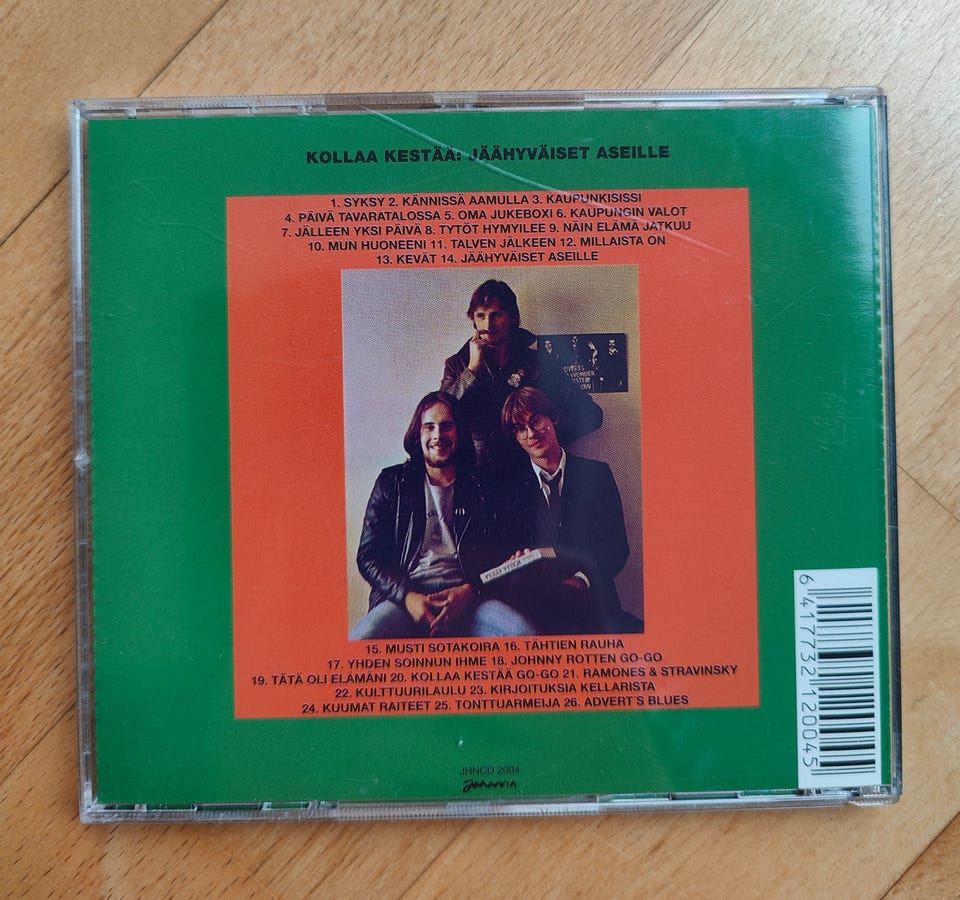 KOLLAA KESTÄÄ: JÄÄHYVÄISET ASEILLE
1. SYKSY 2. KÄNNISSÄ AAMULLA 3. KAUPUNKISISSI
4. PÄIVÄ TAVARATALOSSA 5. OMA JUKEBOXI 6. KAUPUNGIN VALOT
7. JÄLLEEN YKSI PÄIVÄ 8. TYTÖT HYMYILEE 9. NÄIN ELÄMÄ JATKUU
10. MUN HUONEENI 11. TALVEN JÄLKEEN 12. MILLAISTA ON
13. KEVÄT 14. JÄÄHYVÄISET ASEILLE
KOLLAA KESTÄÄ
15. MUSTI SOTAKOIRA 16. TÄHTIEN RAUHA
17. YHDEN SOINNUN IHME 18. JOHNNY ROTTEN GO-GO
19. TÄTÄ OLI ELÄMÄNI 20. KOLLAA KESTÄÄ GO-GO 21. RAMONES & STRAVINSKY
22. KULTTUURILAULU 23. KIRJOITUKSIA KELLARISTA
24. KUUMAT RAITEET 25. TONTTUARMEIJA 26. ADVERT'S BLUES
JHNCD 2004
Johanna
6 417732 120045